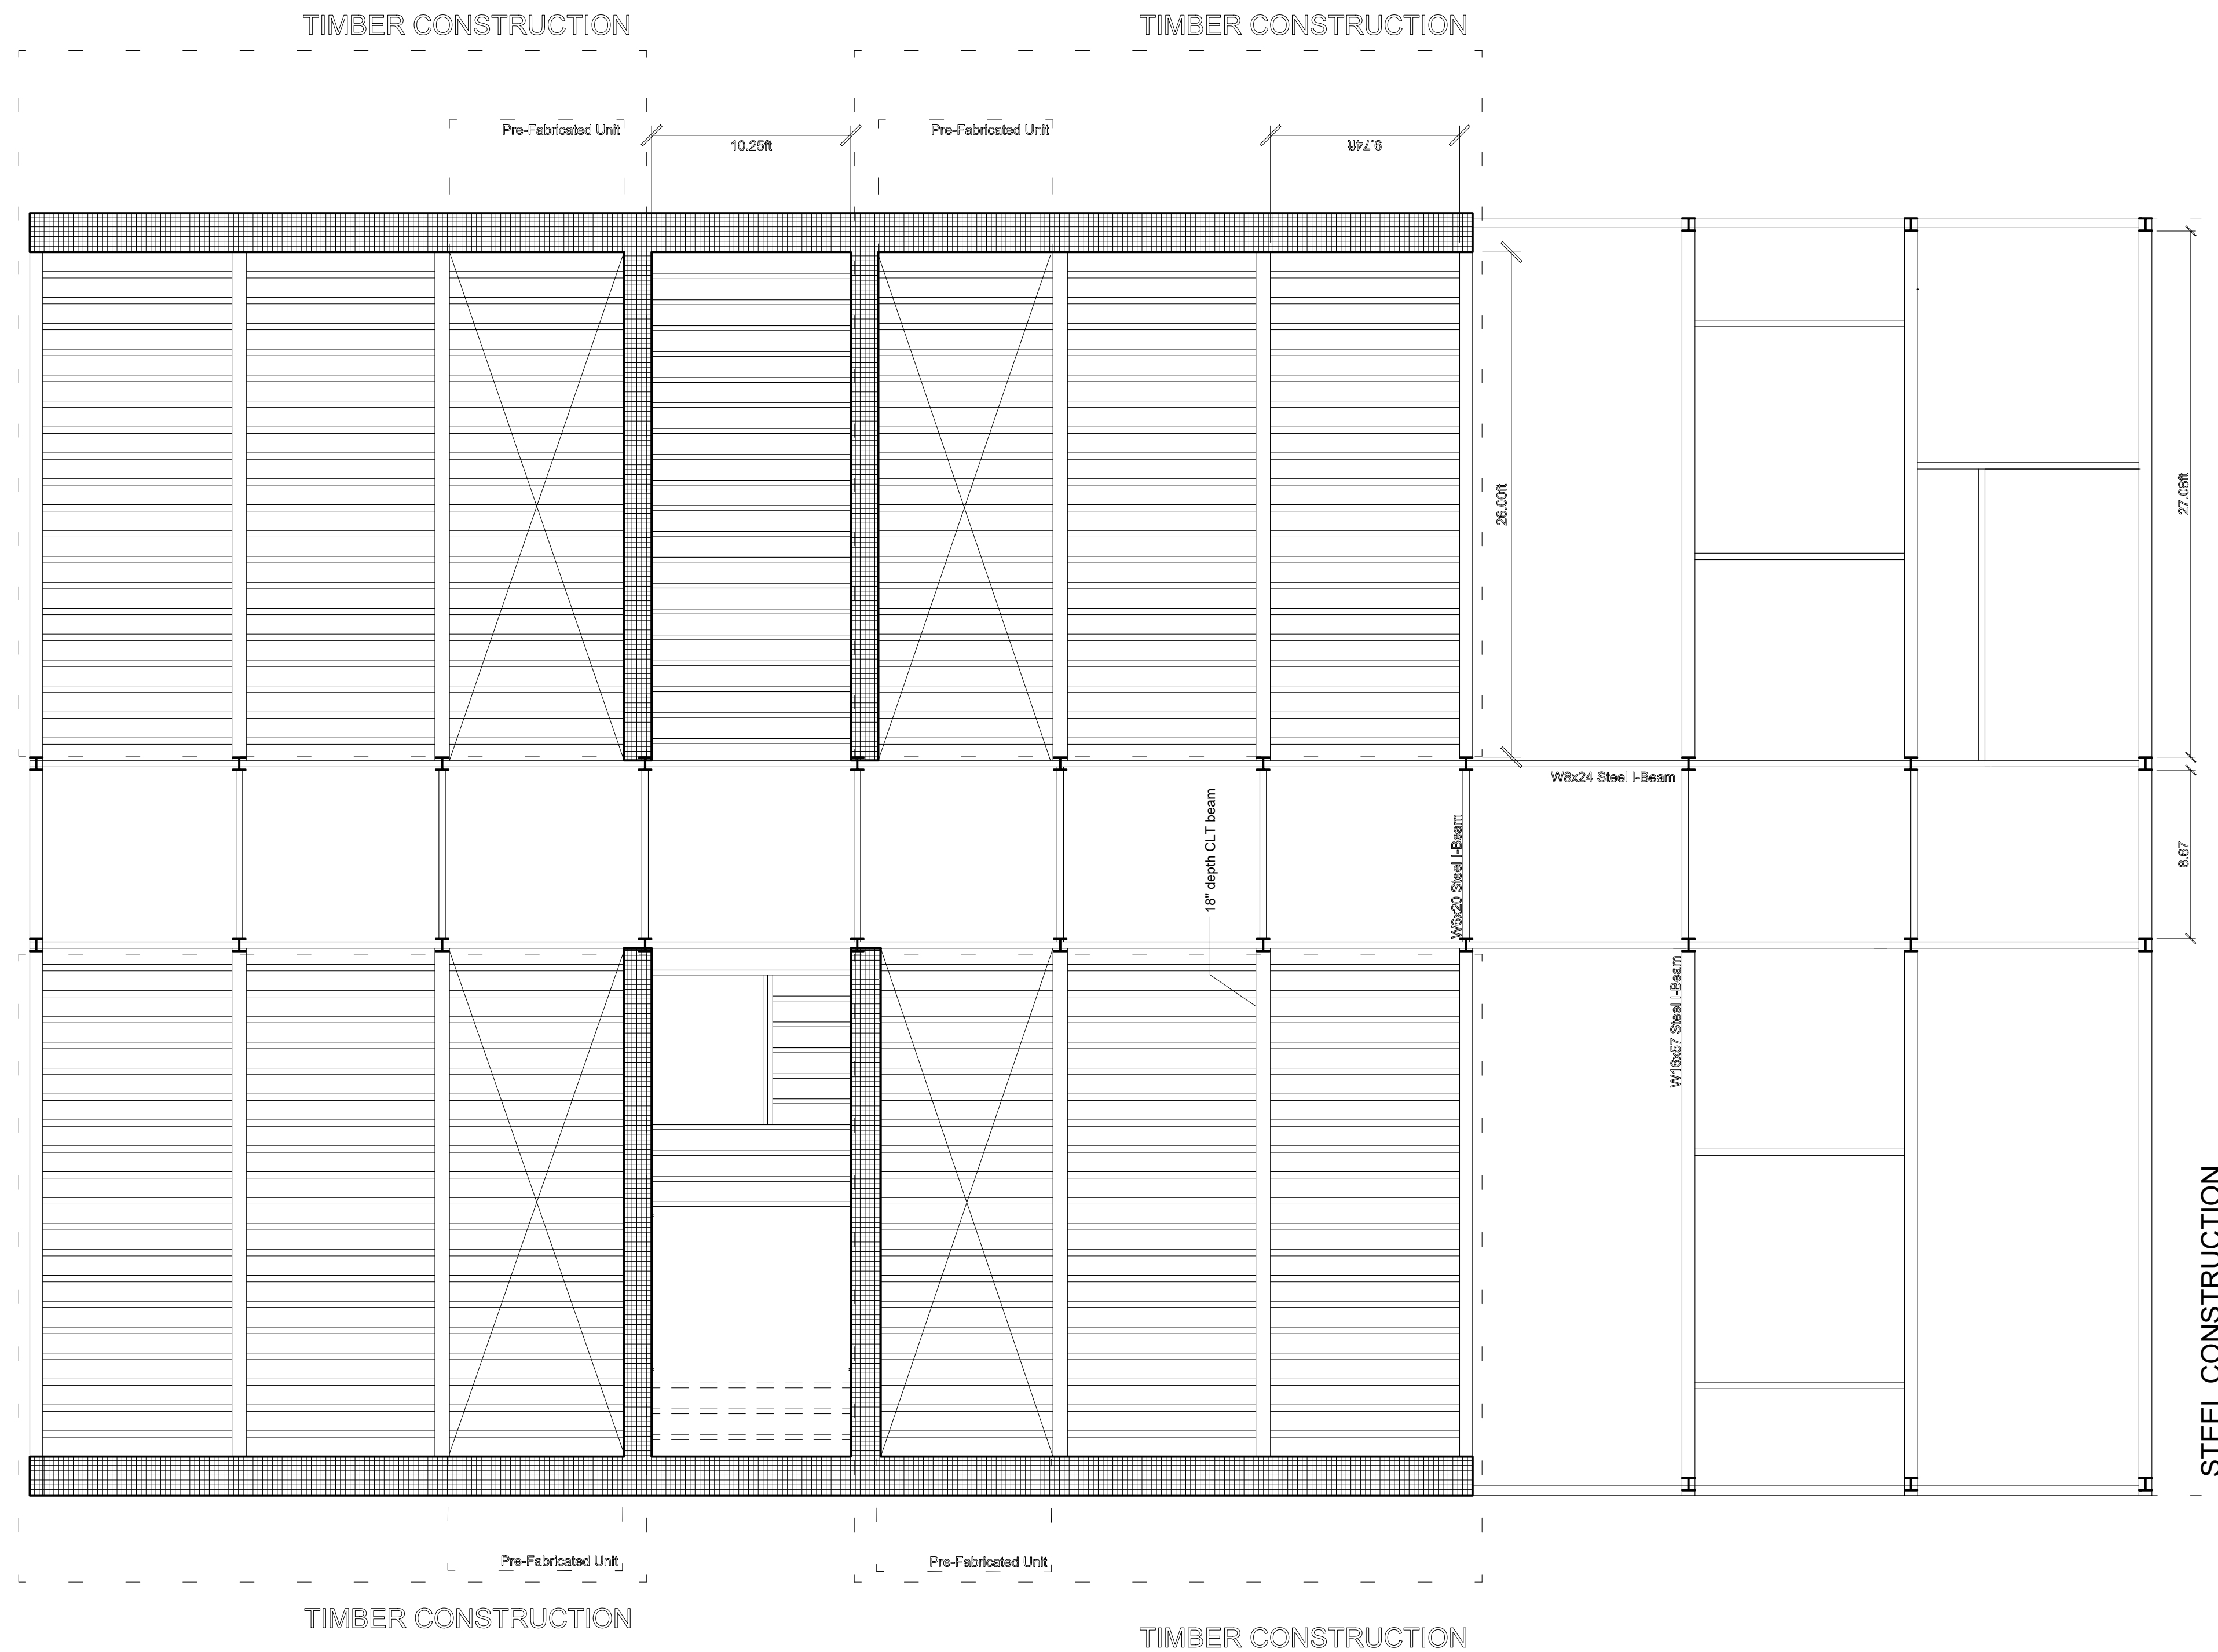 TIMBER CONSTRUCTION
TIMBER CONSTRUCTION
Pre-Fabricated Unit
Pre-Fabricated Unit
10.25ft
9.74ft
26.00ft
27.08ft
W8x24 Steel I-Beam
18" depth CLT beam
W6x20 Steel I-Beam
8.67
W16x57 Steel I-Beam
STEEL CONSTRUCTION
Pre-Fabricated Unit
Pre-Fabricated Unit
TIMBER CONSTRUCTION
TIMBER CONSTRUCTION